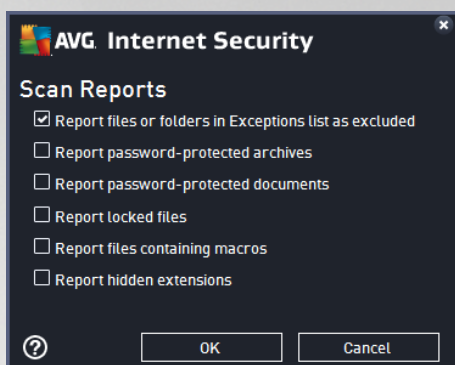 AVG. Internet Security
Scan Reports
Report files or folders in Exceptions list as excluded
Report password-protected archives
Report password-protected documents
Report locked files
Report files containing macros
Report hidden extensions
?
OK
Cancel